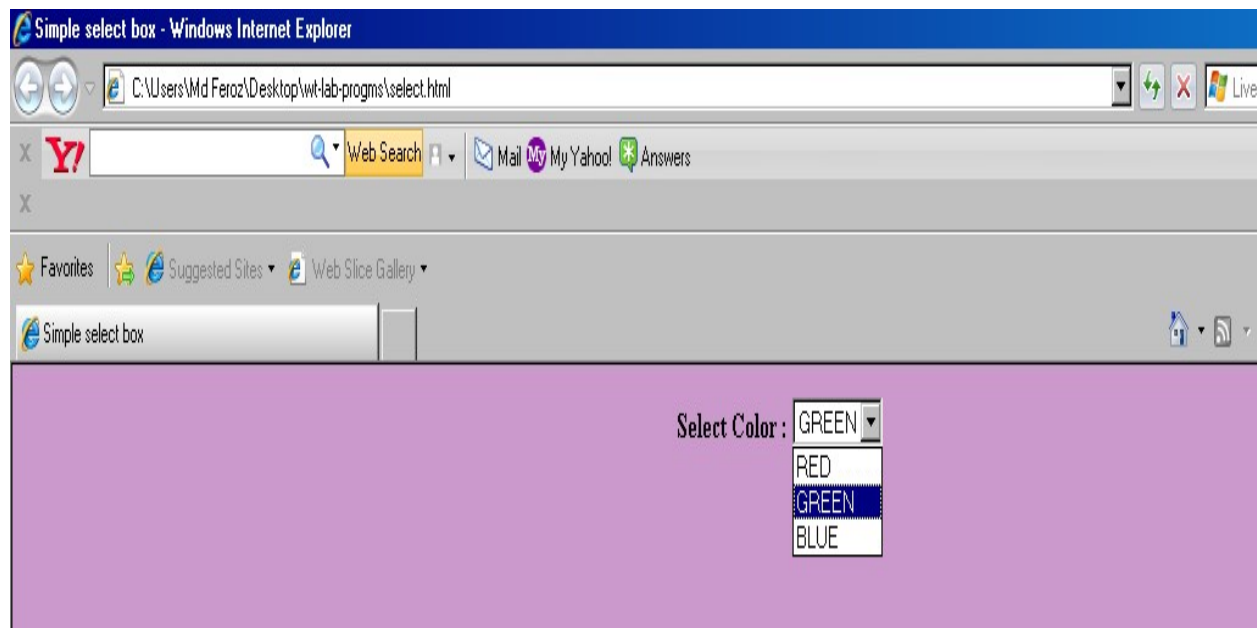 Simple select box - Windows Internet Explorer
C:\Users\Md Feroz\Desktop\wt-lab-progms\select.html
Live
X Y! Web Search Mail My My Yahoo! Answers
X
Favorites Suggested Sites Web Slice Gallery
Simple select box
Select Color : GREEN
RED
GREEN
BLUE